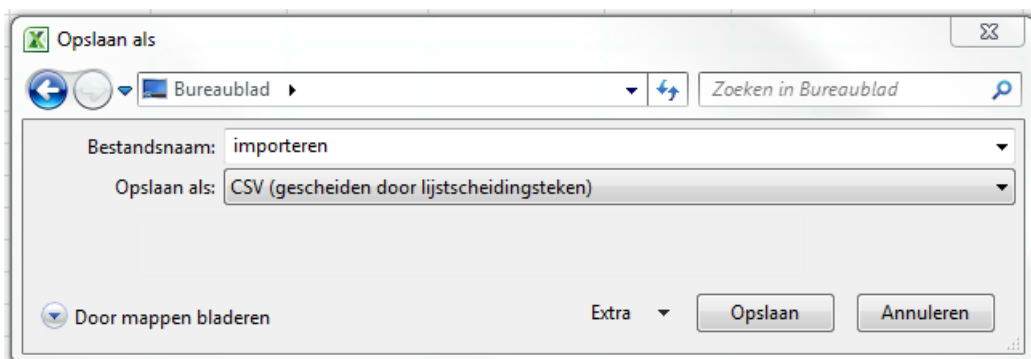 Opslaan als
Bureaublad
Zoeken in Bureaublad
Bestandsnaam: importeren
Opslaan als: CSV (gescheiden door lijstscheidingsteken)
Door mappen bladeren Extra Opslaan Annuleren